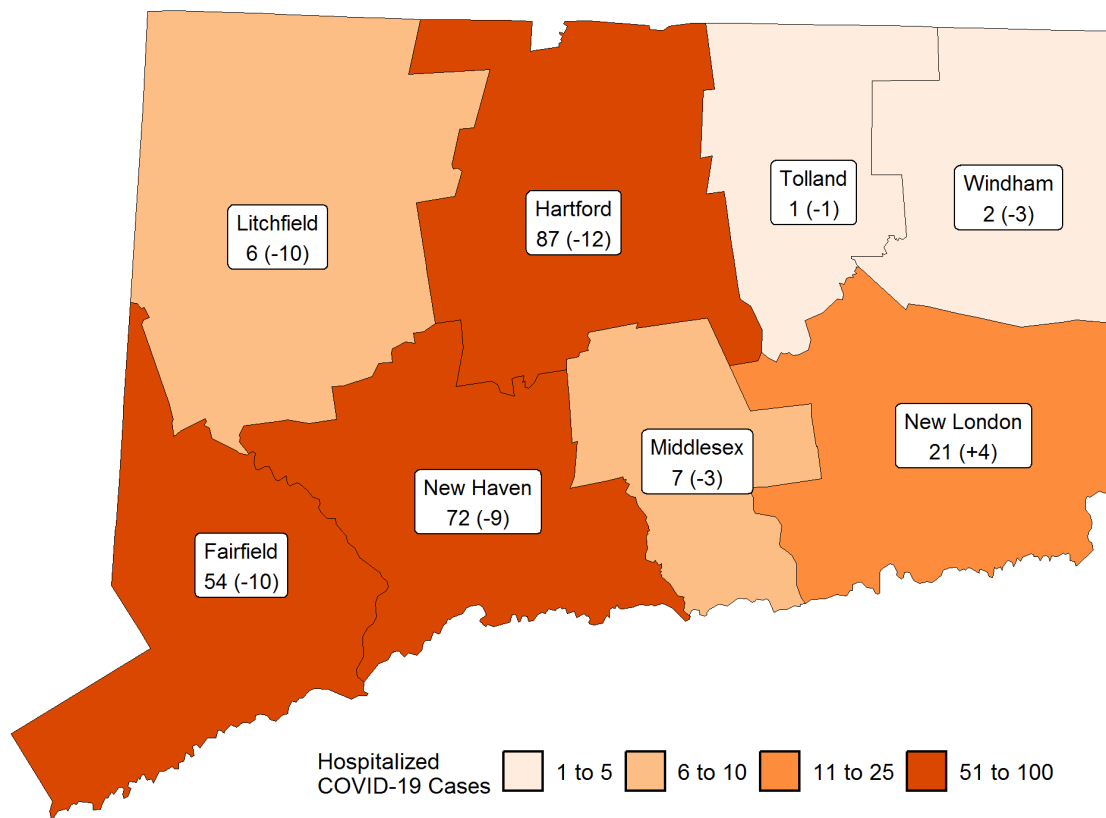 Tolland
1 (-1)
Windham
2 (-3)
Litchfield
6 (-10)
Hartford
87 (-12)
New London
21 (+4)
Middlesex
7 (-3)
New Haven
72 (-9)
Fairfield
54 (-10)
Hospitalized
COVID-19 Cases
1 to 5
6 to 10
11 to 25
51 to 100